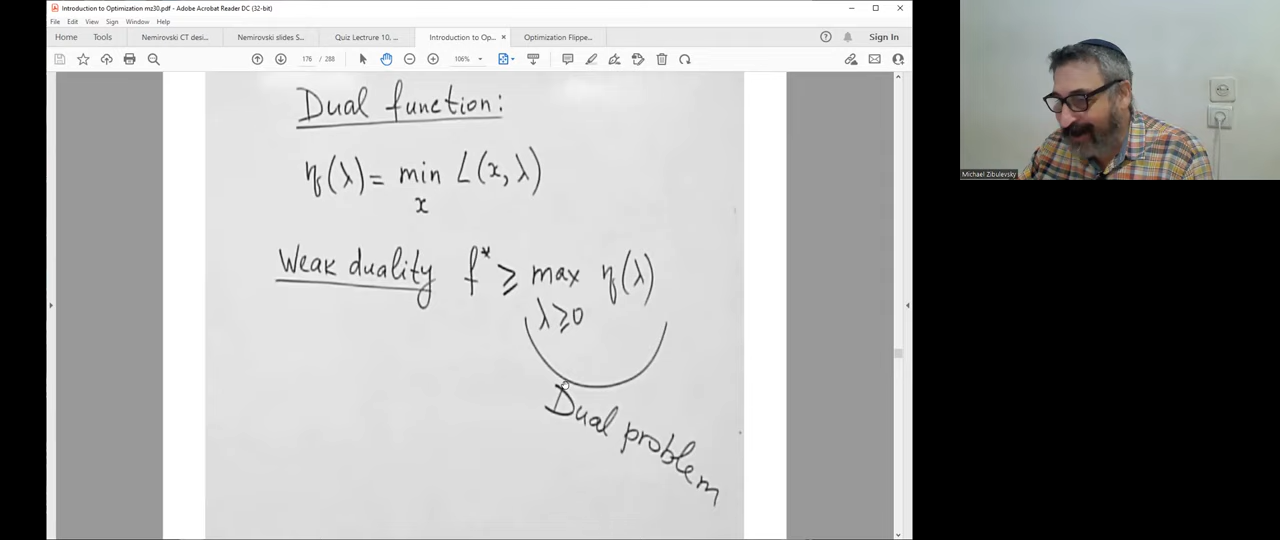 Introduction to Optimization mz30.pdf - Adobe Acrobat Reader DC (32-bit)
File Edit View Sign Window Help
Home Tools Nemirovski CT desi... Nemirovski slides S... Quiz Lectrure 10, ... Introduction to Op... × Optimization Flippe... Sign In
176 / 288 106%
Dual function:
η(λ) = min L(x, λ)
x
Weak duality f* ≥ max η(λ)
λ ≥ 0
Dual problem
Michael Zibulevsky